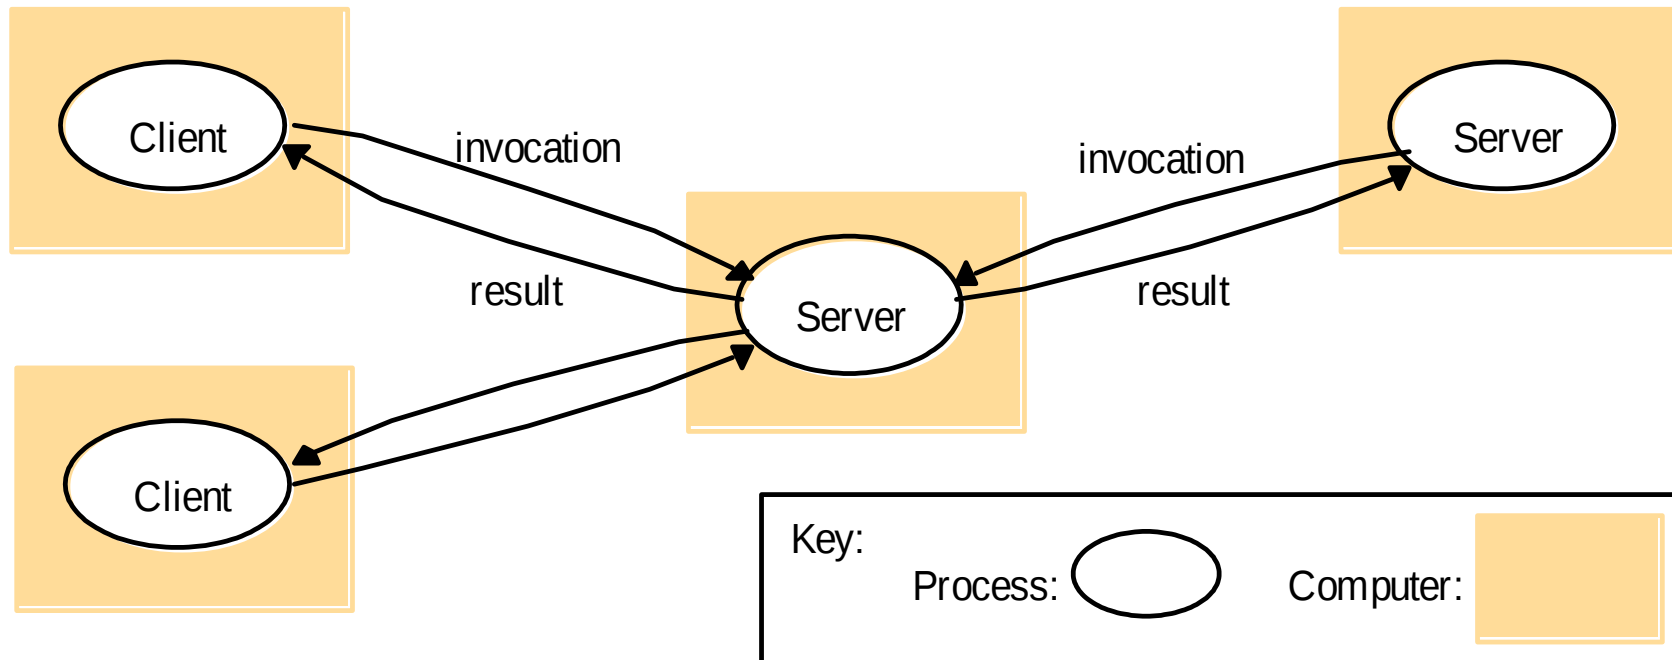 Client
invocation
invocation
Server
result
Server
result
Client
Key:
Process:
Computer: